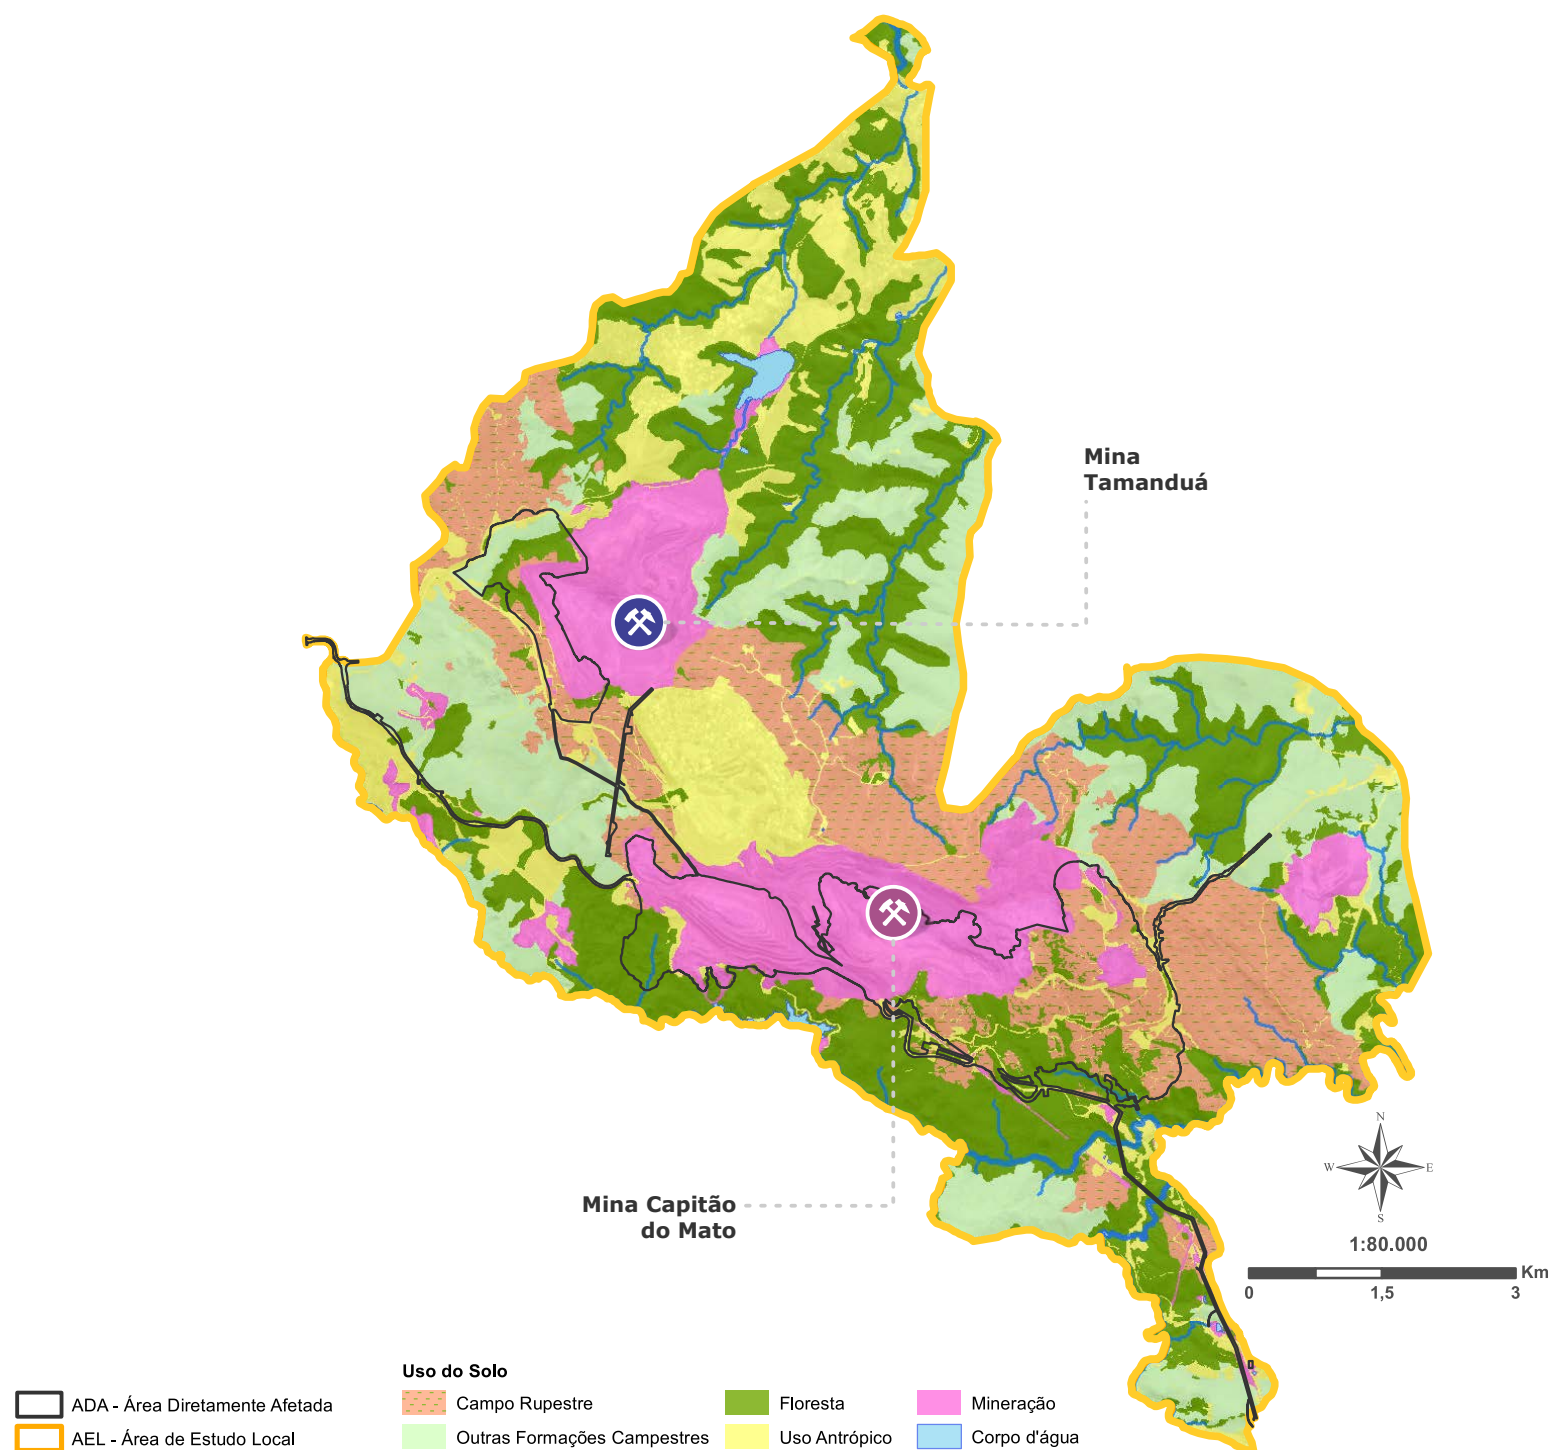 Mina
Tamanduá
Mina Capitão
do Mato
N
W
E
S
1:80.000
Km
0
1,5
3
Uso do Solo
ADA - Área Diretamente Afetada
AEL - Área de Estudo Local
Campo Rupestre
Outras Formações Campestres
Floresta
Uso Antrópico
Mineração
Corpo d'água